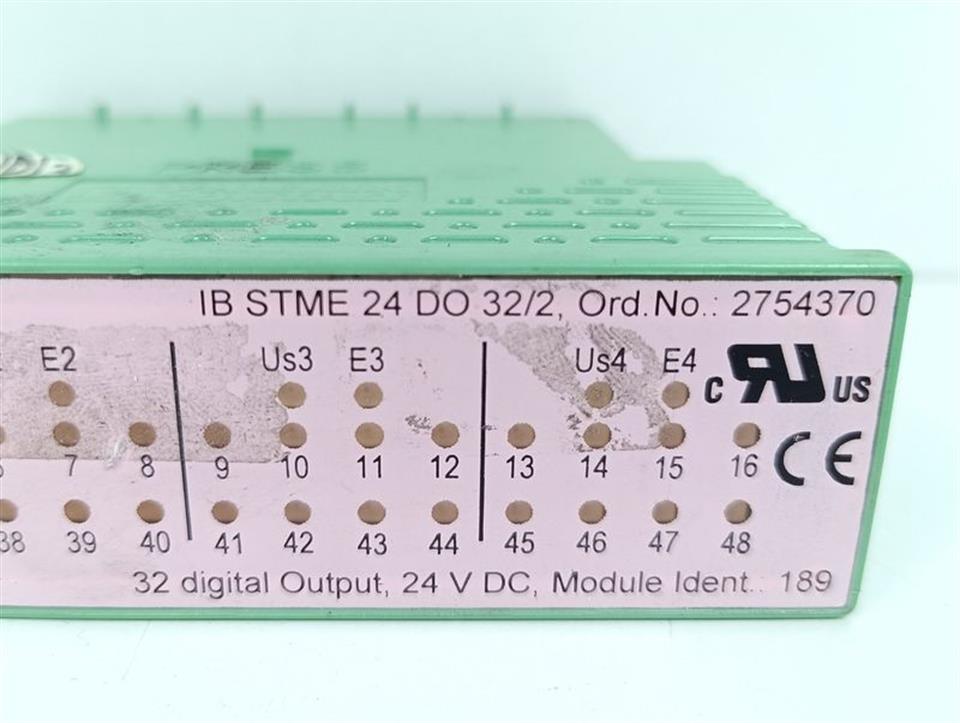 IB STME 24 DO 32/2, Ord.No.: 2754370
E2 Us3 E3 Us4 E4
C RU US
7 8 9 10 11 12 13 14 15 16
CE
38 39 40 41 42 43 44 45 46 47 48
32 digital Output, 24 V DC, Module Ident.: 189